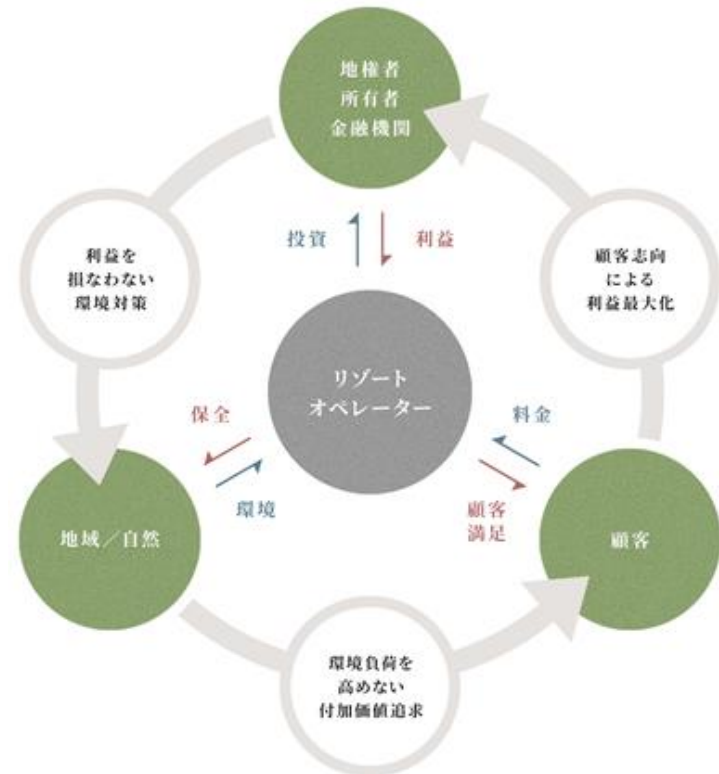 地権者
所有者
金融機関
投資
利益
利益を
損なわない
環境対策
顧客志向
による
利益最大化
リゾート
オペレーター
保全
環境
料金
顧客
満足
地域／自然
顧客
環境負荷を
高めない
付加価値追求